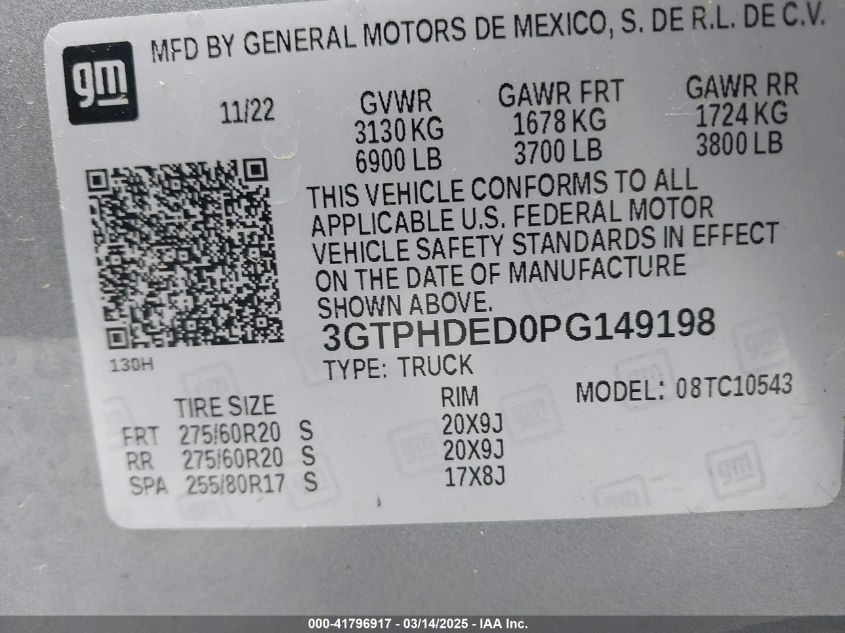 gm
MFD BY GENERAL MOTORS DE MEXICO, S. DE R.L. DE C.V.
11/22
GVWR GAWR FRT GAWR RR
3130 KG 1678 KG 1724 KG
6900 LB 3700 LB 3800 LB
THIS VEHICLE CONFORMS TO ALL
APPLICABLE U.S. FEDERAL MOTOR
VEHICLE SAFETY STANDARDS IN EFFECT
ON THE DATE OF MANUFACTURE
SHOWN ABOVE.
3GTPHDED0PG149198
130H
TYPE: TRUCK
TIRE SIZE RIM MODEL: 08TC10543
FRT 275/60R20 S 20X9J
RR 275/60R20 S 20X9J
SPA 255/80R17 S 17X8J
gm
000-41796917 / 03/14/2025 - IAA Inc.